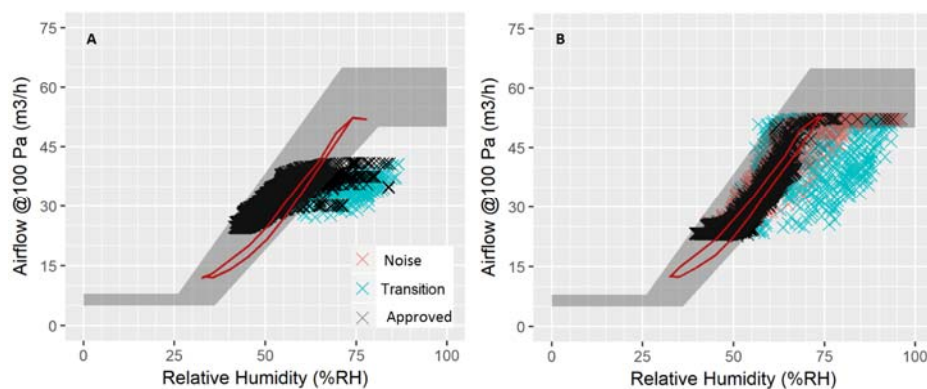 A
Airflow @100 Pa (m3/h)
75
60
45
30
15
0
Noise
Transition
Approved
0
25
50
75
100
Relative Humidity (%RH)
B
Airflow @100 Pa (m3/h)
75
60
45
30
15
0
0
25
50
75
100
Relative Humidity (%RH)